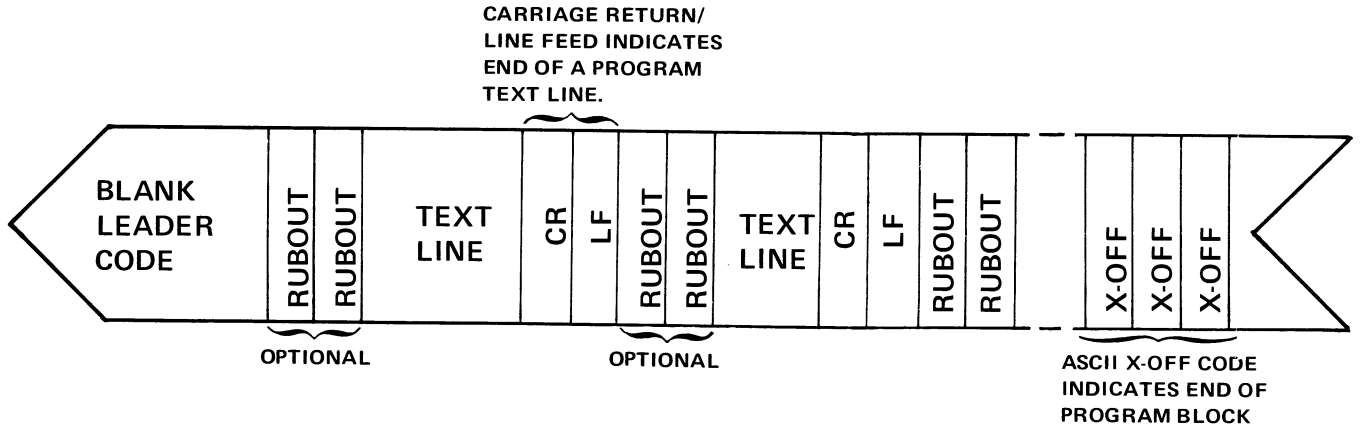 CARRIAGE RETURN/
LINE FEED INDICATES
END OF A PROGRAM
TEXT LINE.
BLANK
LEADER
CODE
RUBOUT
RUBOUT
TEXT
LINE
CR
LF
RUBOUT
RUBOUT
TEXT
LINE
CR
LF
RUBOUT
RUBOUT
X-OFF
X-OFF
X-OFF
OPTIONAL
OPTIONAL
ASCII X-OFF CODE
INDICATES END OF
PROGRAM BLOCK